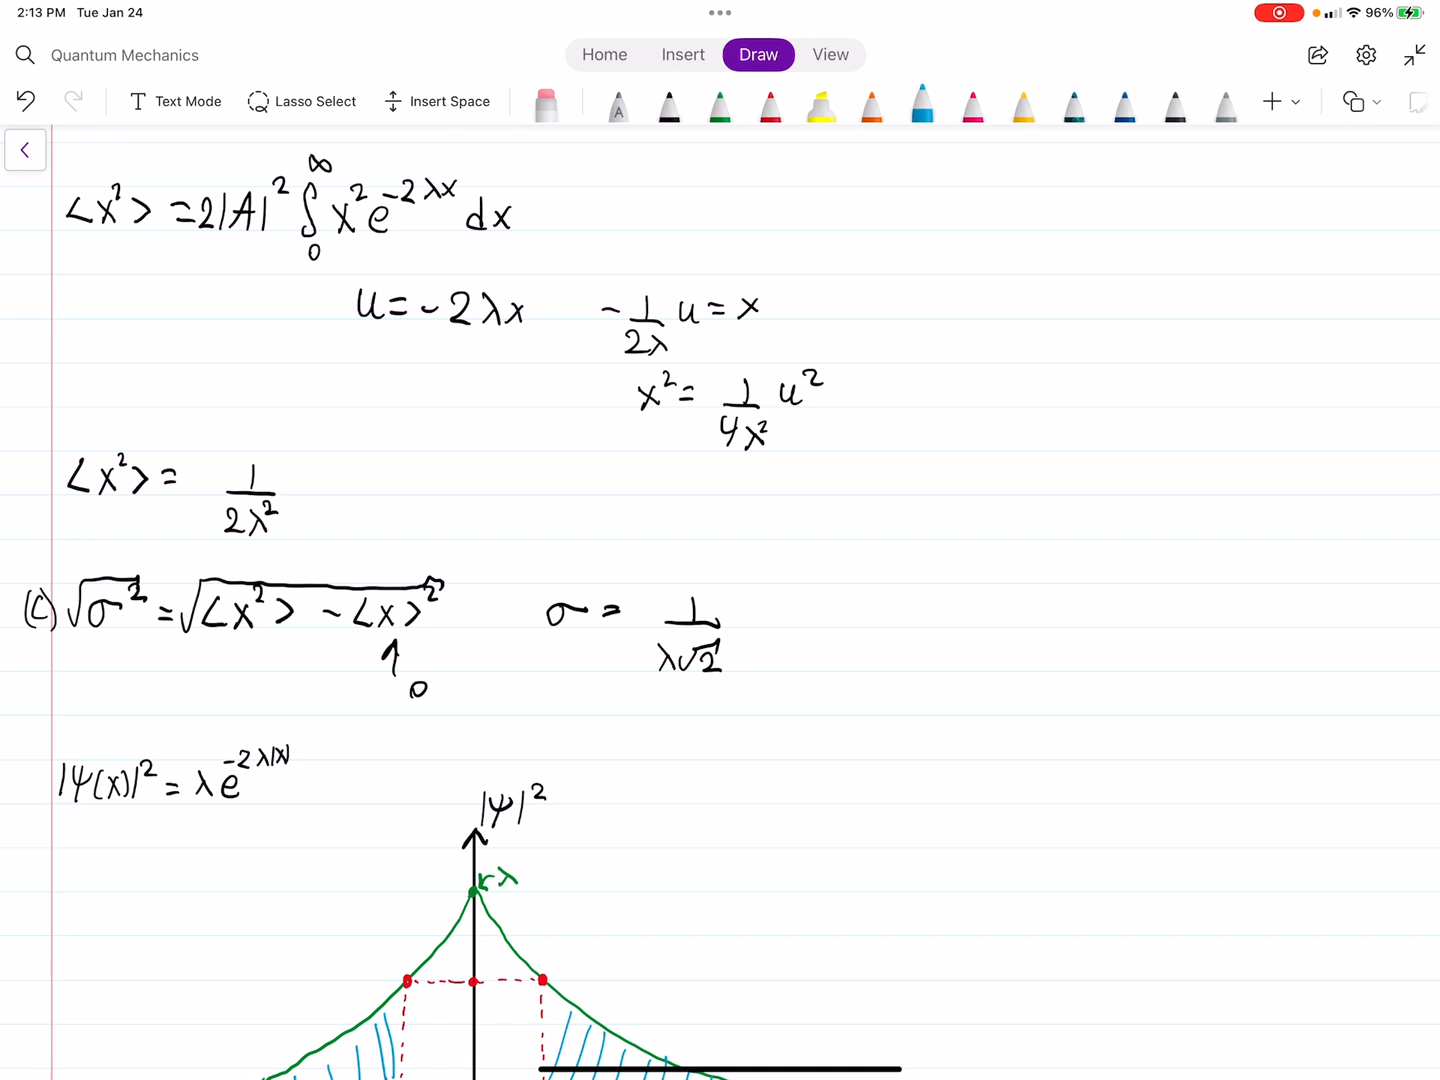 2:13 PM Tue Jan 24
96%
Quantum Mechanics
Home Insert Draw View
Text Mode Lasso Select Insert Space
A
<x²> = 2|A|² ∫₀^∞ x² e^(-2λx) dx
u = -2λx   -1/(2λ) u = x
x² = 1/(4λ²) u²
<x²> = 1/(2λ²)
(c) √σ² = √(<x²> - <x>²)   σ = 1/(λ√2)
↑
0
|Ψ(x)|² = λe^(-2λ|x|)
|Ψ|²
λ